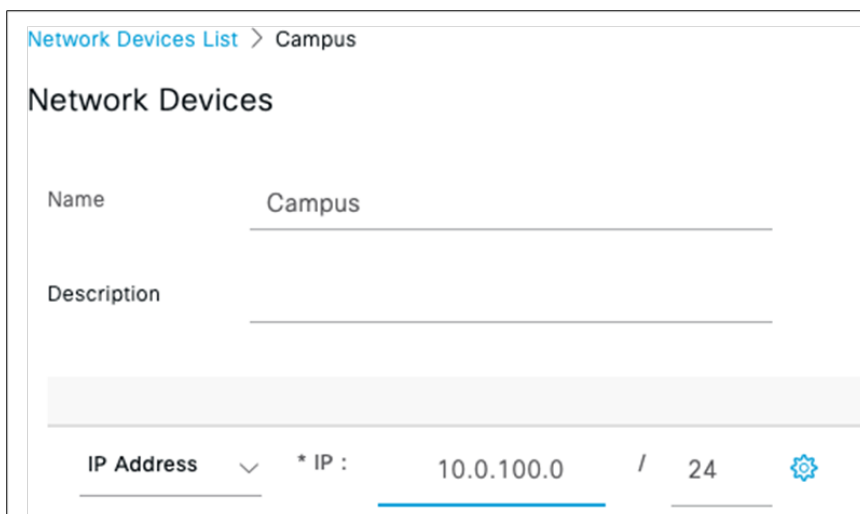 Network Devices List > Campus
Network Devices
Name Campus
Description
IP Address * IP : 10.0.100.0 / 24